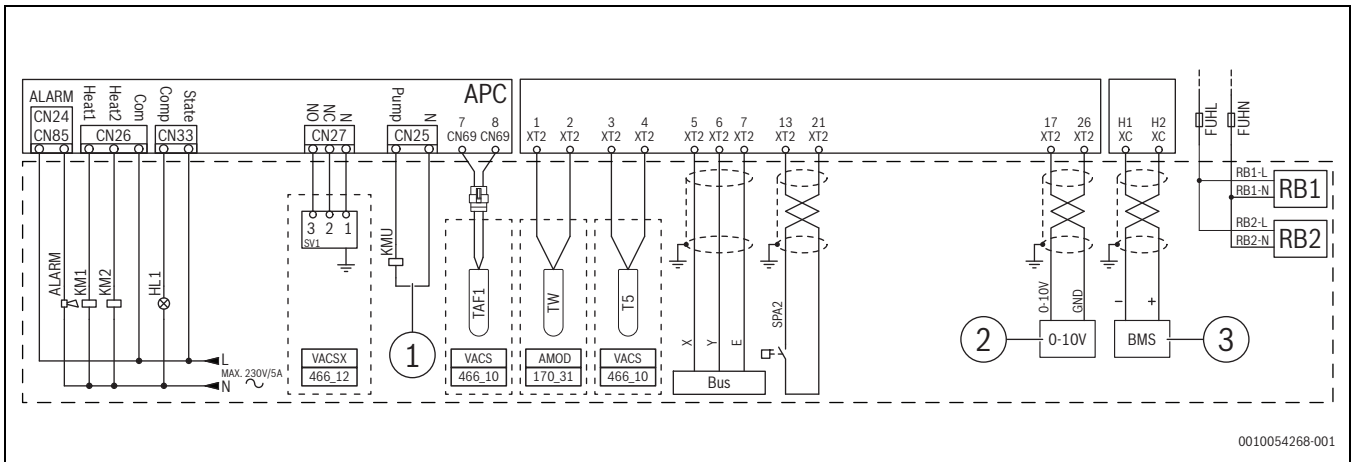 ALARM
CN24
CN85
Heat1
Heat2
CN26
Com
Comp
CN33
State
NO
NC
N
CN27
Pump
N
CN25
APC
7
CN69
8
CN69
1
XT2
2
XT2
3
XT2
4
XT2
5
XT2
6
XT2
7
XT2
13
XT2
21
XT2
17
XT2
26
XT2
H1
XC
H2
XC
FUHL
FUHN
RB1-L
RB1-N
RB1
RB2-L
RB2-N
RB2
3 2 1
SV1
ALARM
KM1
KM2
HL1
KMU
TAF1
TW
T5
X
Y
E
SPA2
0-10V
GND
- +
L
MAX. 230V/5A
N
VACSX
466_12
1
VACS
466_10
AMOD
170_31
VACS
466_10
Bus
2
0-10V
BMS
3
0010054268-001